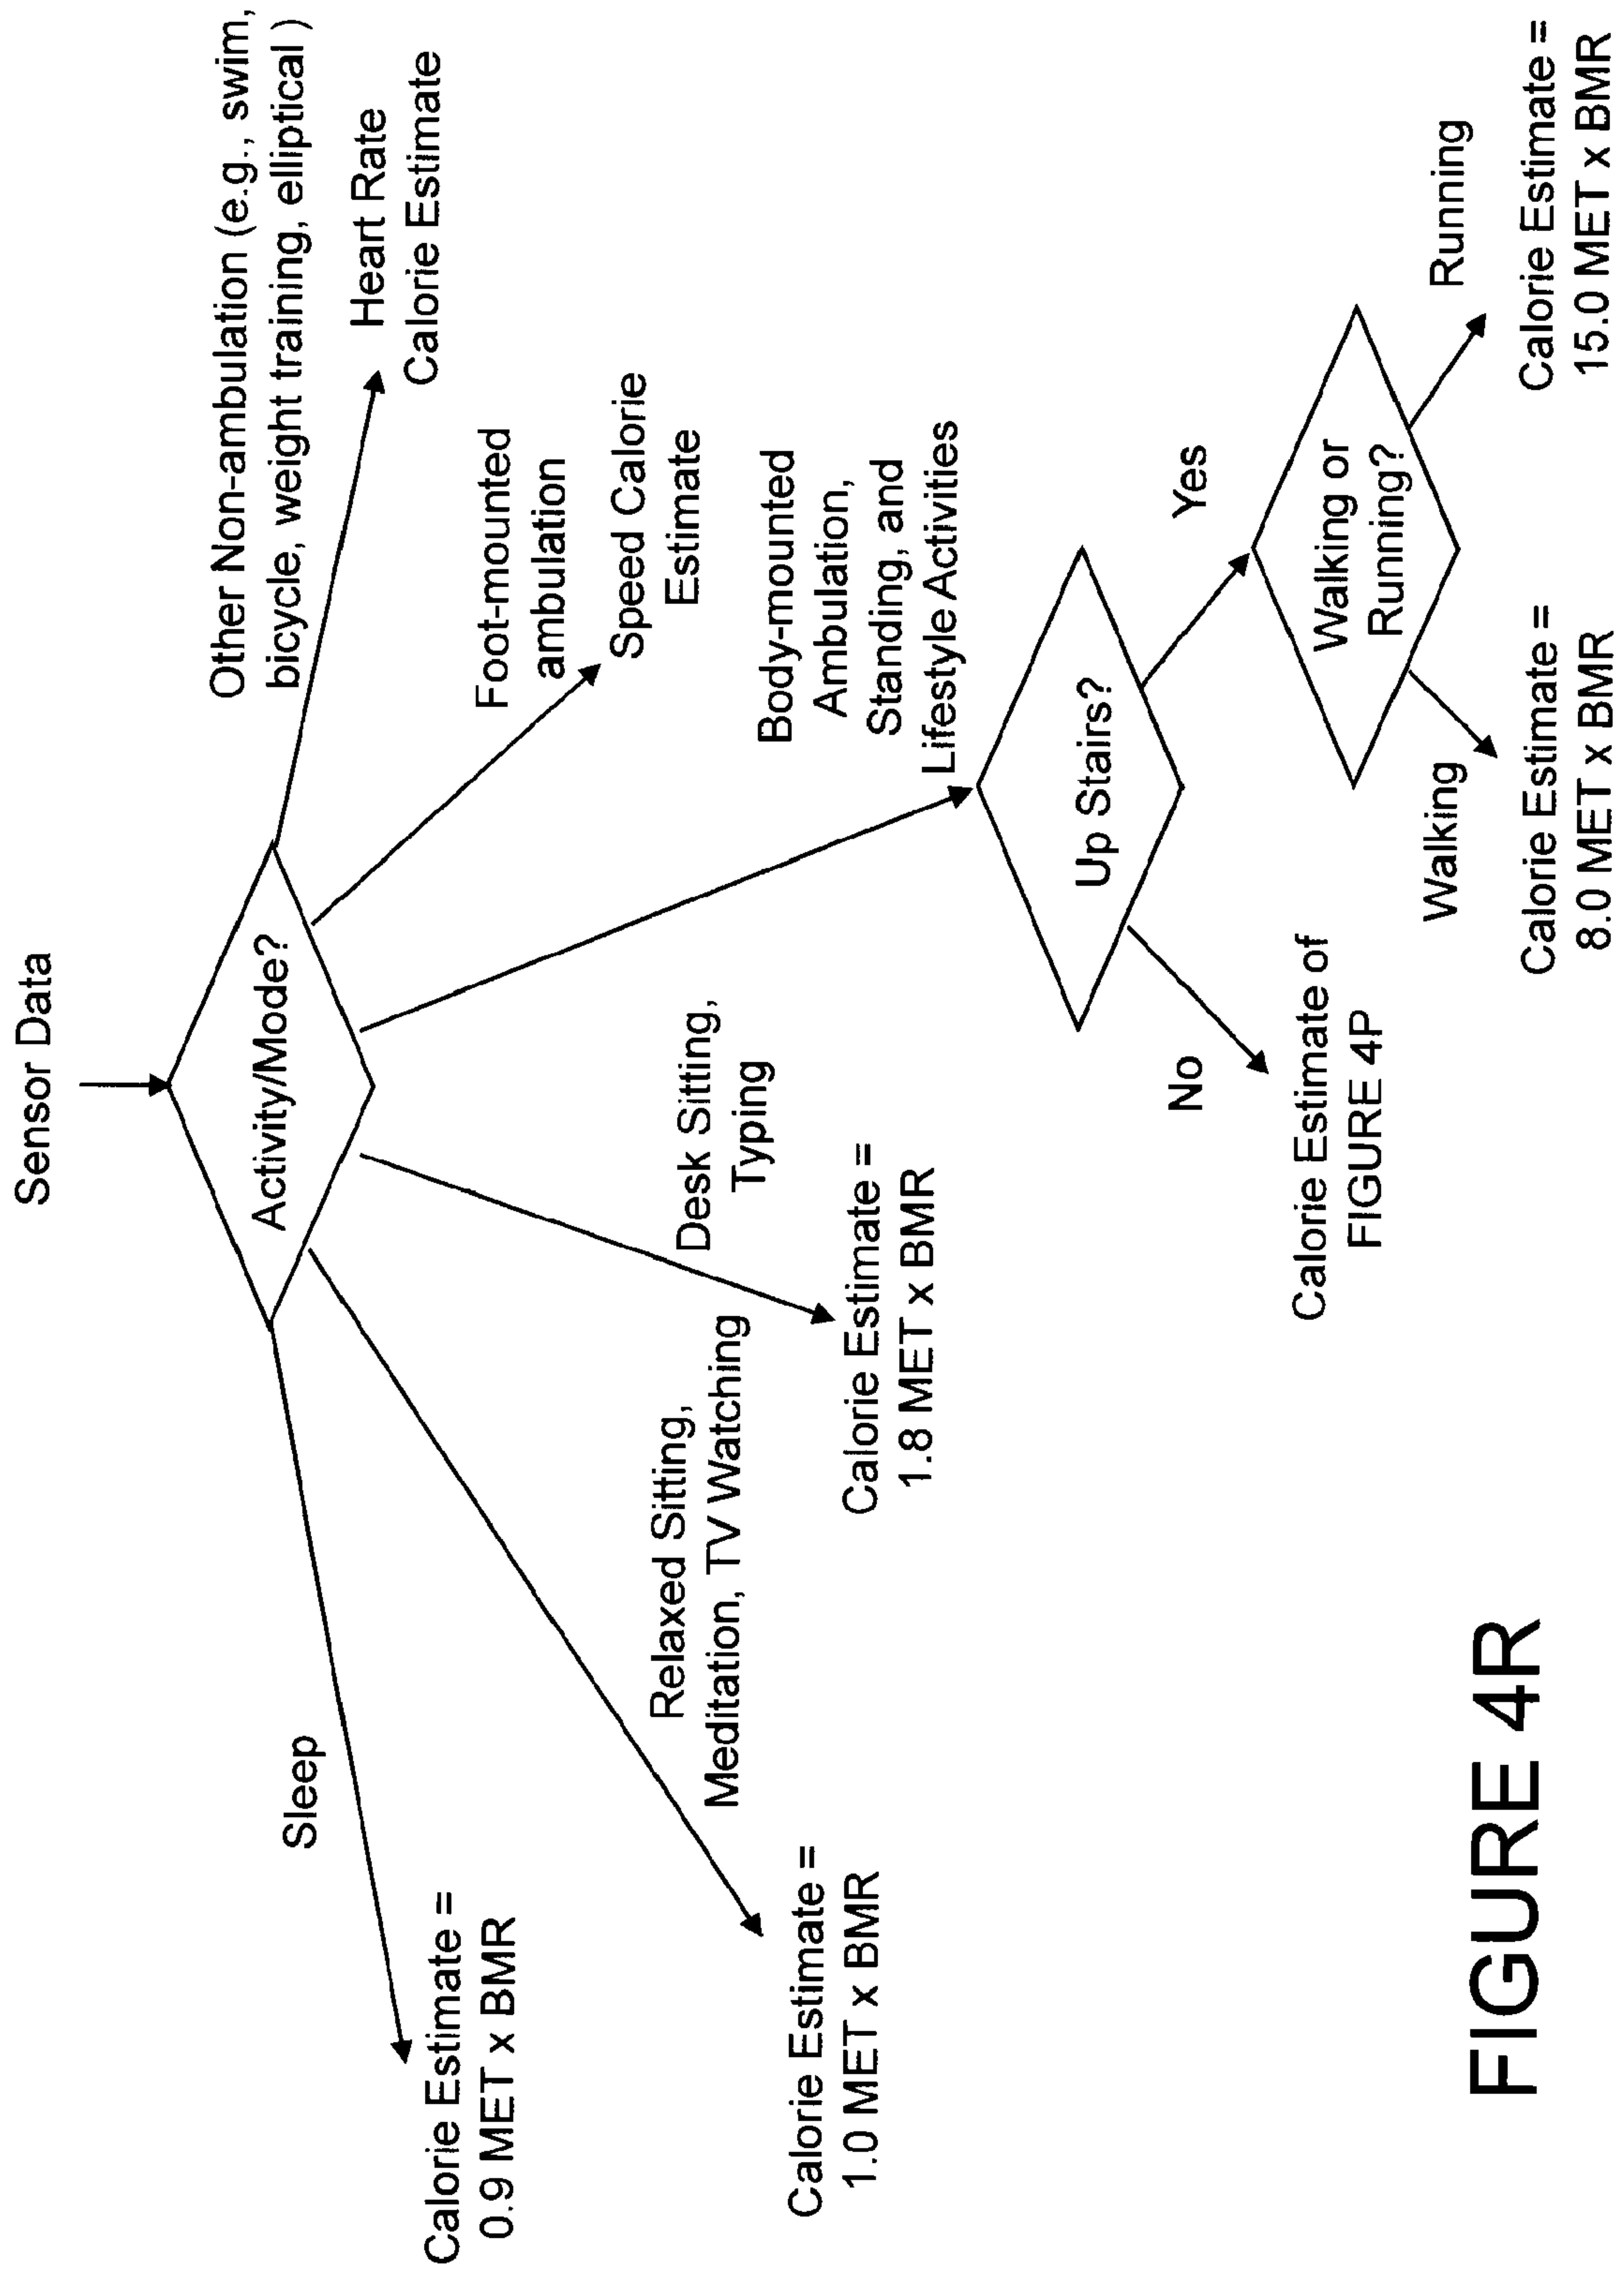 Sensor Data
Activity/Mode?
Sleep
Calorie Estimate =
0.9 MET x BMR
Relaxed Sitting,
Meditation, TV Watching
Calorie Estimate =
1.0 MET x BMR
Desk Sitting,
Typing
Calorie Estimate =
1.8 MET x BMR
Body-mounted
Ambulation,
Standing, and
Lifestyle Activities
Foot-mounted
ambulation
Speed Calorie
Estimate
Other Non-ambulation (e.g., swim,
bicycle, weight training, elliptical )
Heart Rate
Calorie Estimate
Up Stairs?
No
Calorie Estimate of
FIGURE 4P
Yes
Walking or
Running?
Walking
Calorie Estimate =
8.0 MET x BMR
Running
Calorie Estimate =
15.0 MET x BMR
FIGURE 4R